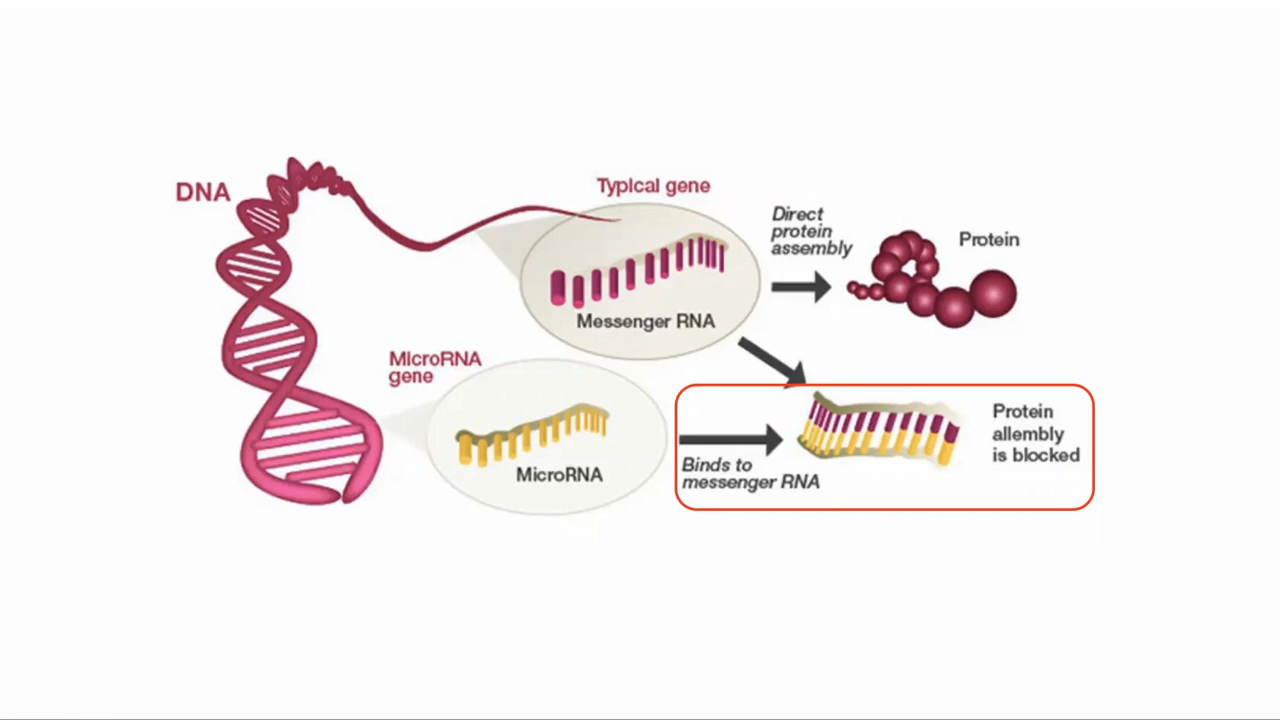 DNA
Typical gene
Messenger RNA
Direct
protein
assembly
Protein
MicroRNA
gene
MicroRNA
Binds to
messenger RNA
Protein
allembly
is blocked